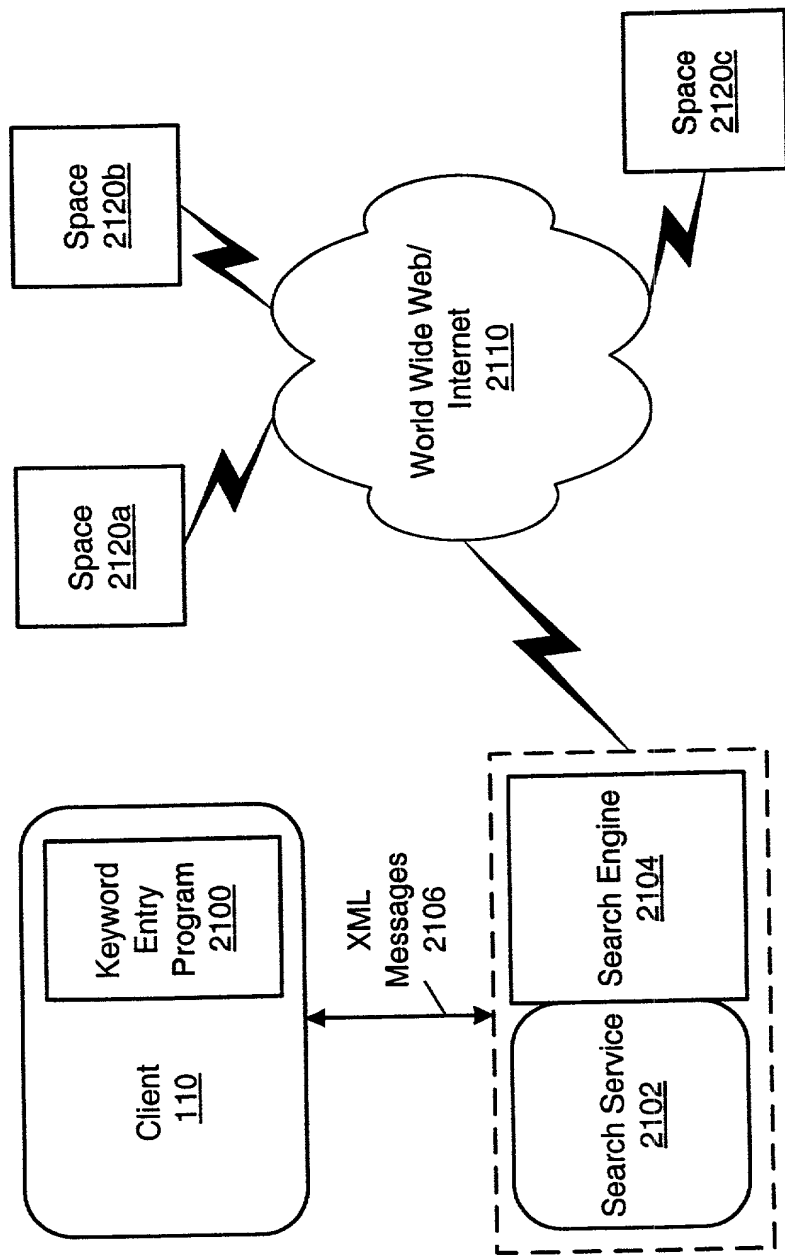 Client
110
Keyword
Entry
Program
2100
XML
Messages
2106
Search Service
2102
Search Engine
2104
World Wide Web/
Internet
2110
Space
2120a
Space
2120b
Space
2120c